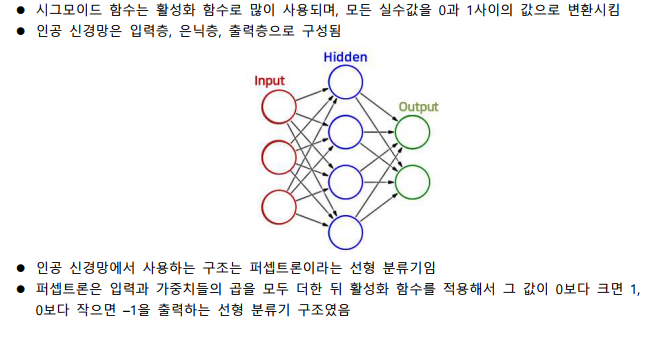 ● 시그모이드 함수는 활성화 함수로 많이 사용되며, 모든 실수값을 0과 1사이의 값으로 변환시킴
● 인공 신경망은 입력층, 은닉층, 출력층으로 구성됨
Hidden
Input
Output
● 인공 신경망에서 사용하는 구조는 퍼셉트론이라는 선형 분류기임
● 퍼셉트론은 입력과 가중치들의 곱을 모두 더한 뒤 활성화 함수를 적용해서 그 값이 0보다 크면 1,
0보다 작으면 –1을 출력하는 선형 분류기 구조였음